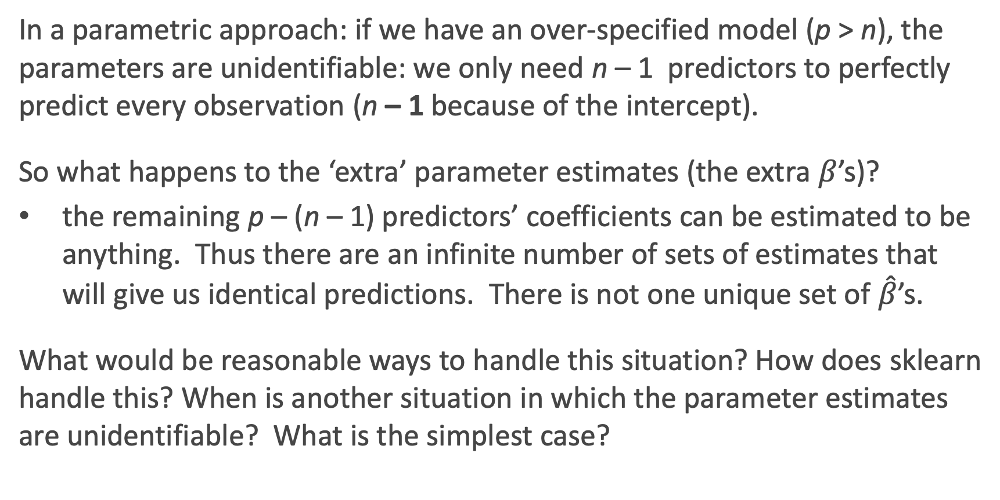 In a parametric approach: if we have an over-specified model (p > n), the
parameters are unidentifiable: we only need n – 1 predictors to perfectly
predict every observation (n – 1 because of the intercept).
So what happens to the ‘extra’ parameter estimates (the extra β’s)?
• the remaining p – (n – 1) predictors’ coefficients can be estimated to be
anything. Thus there are an infinite number of sets of estimates that
will give us identical predictions. There is not one unique set of β̂’s.
What would be reasonable ways to handle this situation? How does sklearn
handle this? When is another situation in which the parameter estimates
are unidentifiable? What is the simplest case?